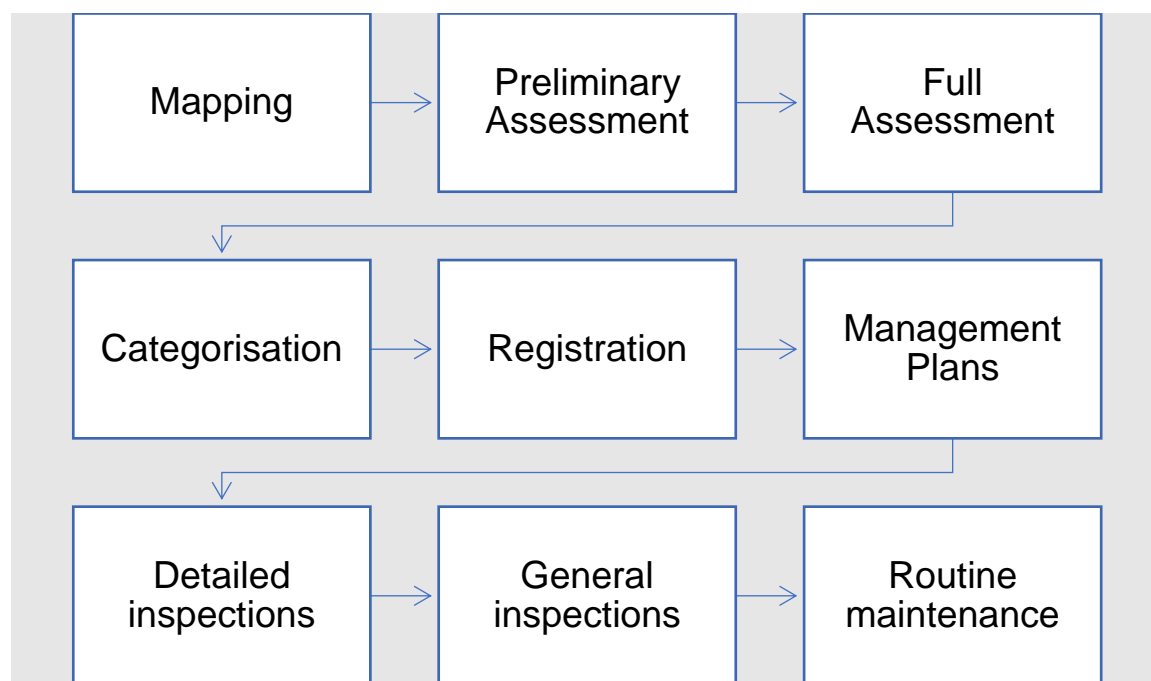 Mapping
Preliminary
Assessment
Full
Assessment
Categorisation
Registration
Management
Plans
Detailed
inspections
General
inspections
Routine
maintenance